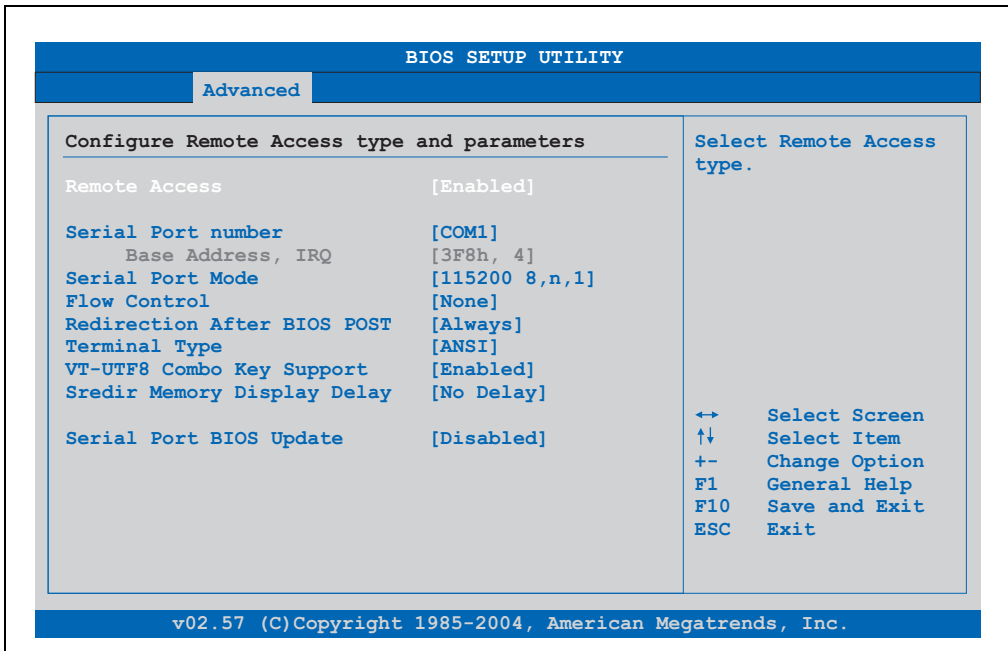 BIOS SETUP UTILITY
Advanced
Configure Remote Access type and parameters
Remote Access [Enabled]
Serial Port number [COM1]
Base Address, IRQ [3F8h, 4]
Serial Port Mode [115200 8,n,1]
Flow Control [None]
Redirection After BIOS POST [Always]
Terminal Type [ANSI]
VT-UTF8 Combo Key Support [Enabled]
Sredir Memory Display Delay [No Delay]
Serial Port BIOS Update [Disabled]
Select Remote Access
type.
↔ Select Screen
↑↓ Select Item
+- Change Option
F1 General Help
F10 Save and Exit
ESC Exit
v02.57 (C)Copyright 1985-2004, American Megatrends, Inc.